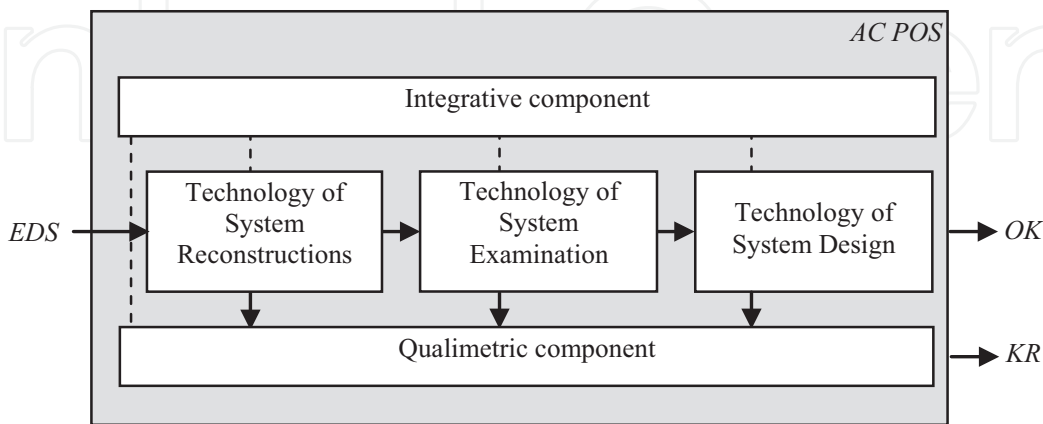 AC POS
Integrative component
Technology of
System
Reconstructions
Technology of
System
Examination
Technology of
System Design
EDS
OK
Qualimetric component
KR